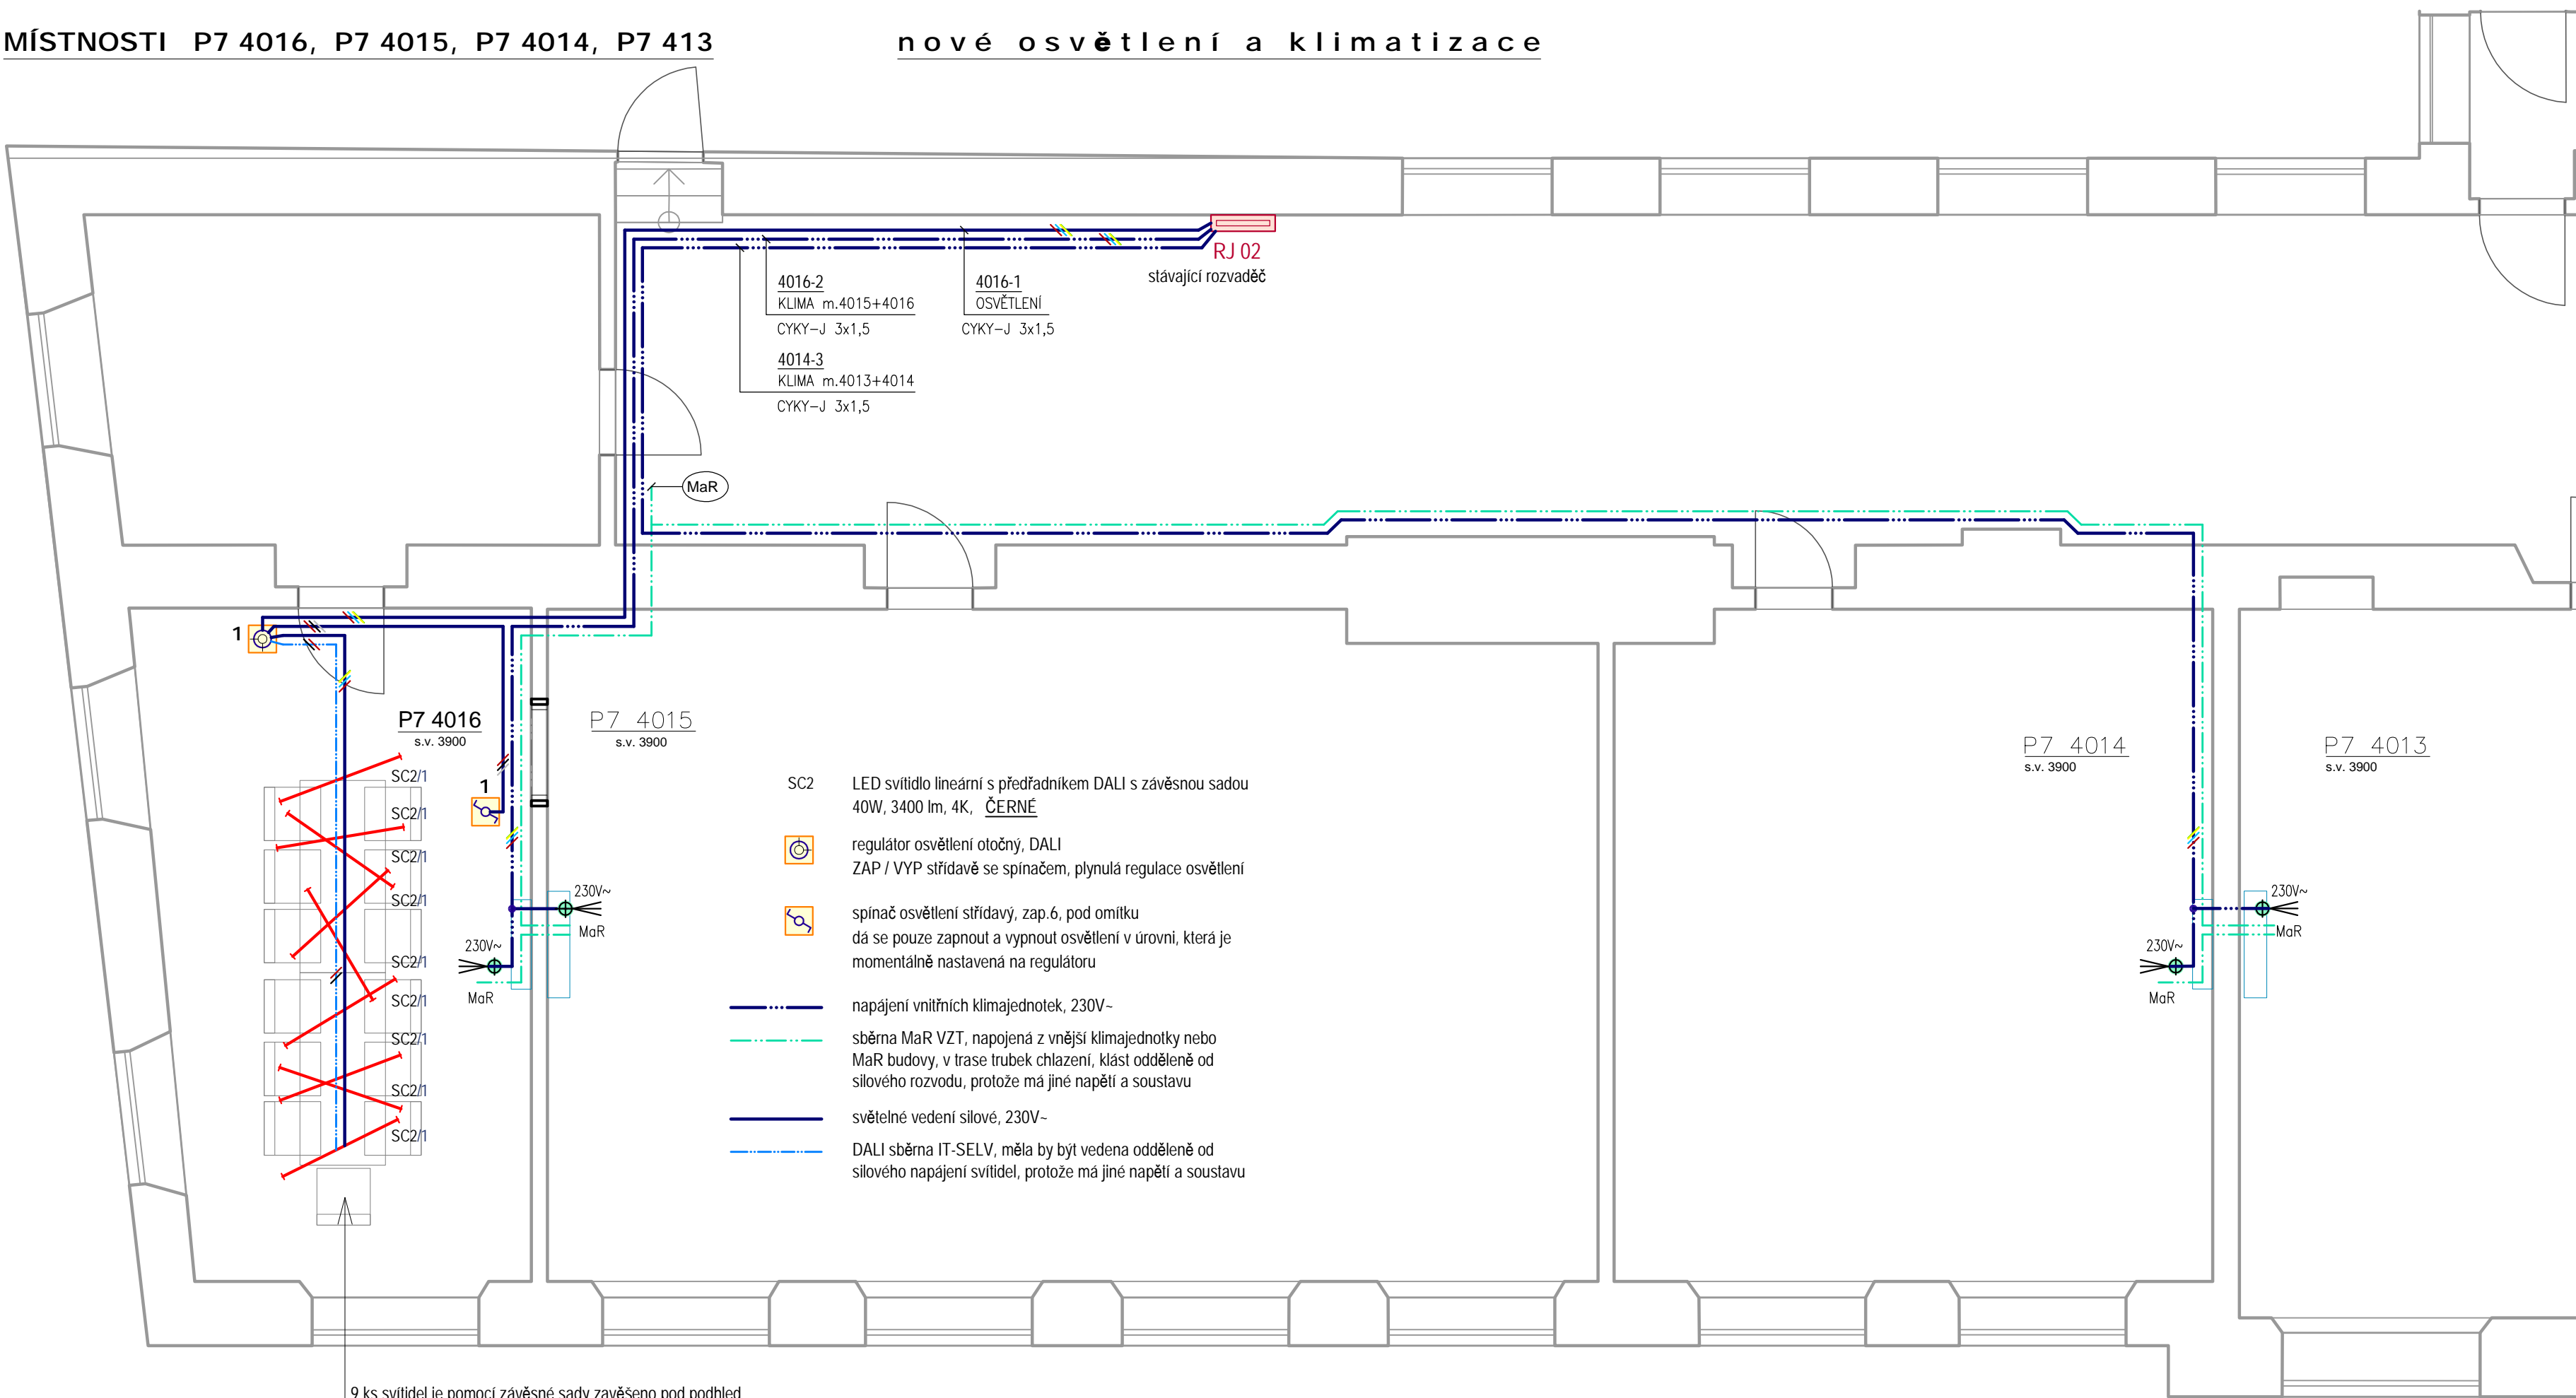 MÍSTNOSTI P7 4016, P7 4015, P7 4014, P7 413
nové osvětlení a klimatizace
RJ 02
stávající rozvaděč
4016-2
KLIMA m.4015+4016
CYKY-J 3x1,5
4016-1
OSVĚTLENÍ
CYKY-J 3x1,5
4014-3
KLIMA m.4013+4014
CYKY-J 3x1,5
MaR
1
P7 4016
s.v. 3900
P7 4015
s.v. 3900
P7 4014
s.v. 3900
P7 4013
s.v. 3900
1
SC2/1
SC2/1
SC2/1
SC2/1
SC2/1
SC2/1
SC2/1
SC2/1
SC2/1
230V~
MaR
230V~
MaR
230V~
MaR
230V~
MaR
SC2 LED svítidlo lineární s předřadníkem DALI s závěsnou sadou
40W, 3400 lm, 4K, ČERNÉ
regulátor osvětlení otočný, DALI
ZAP / VYP střídavě se spínačem, plynulá regulace osvětlení
spínač osvětlení střídavý, zap.6, pod omítku
dá se pouze zapnout a vypnout osvětlení v úrovni, která je
momentálně nastavená na regulátoru
napájení vnitřních klimajednotek, 230V~
sběrna MaR VZT, napojená z vnější klimajednotky nebo
MaR budovy, v trase trubek chlazení, klást odděleně od
silového rozvodu, protože má jiné napětí a soustavu
světelné vedení silové, 230V~
DALI sběrna IT-SELV, měla by být vedena odděleně od
silového napájení svítidel, protože má jiné napětí a soustavu
9 ks svítidel je pomocí závěsné sady zavěšeno pod podhled